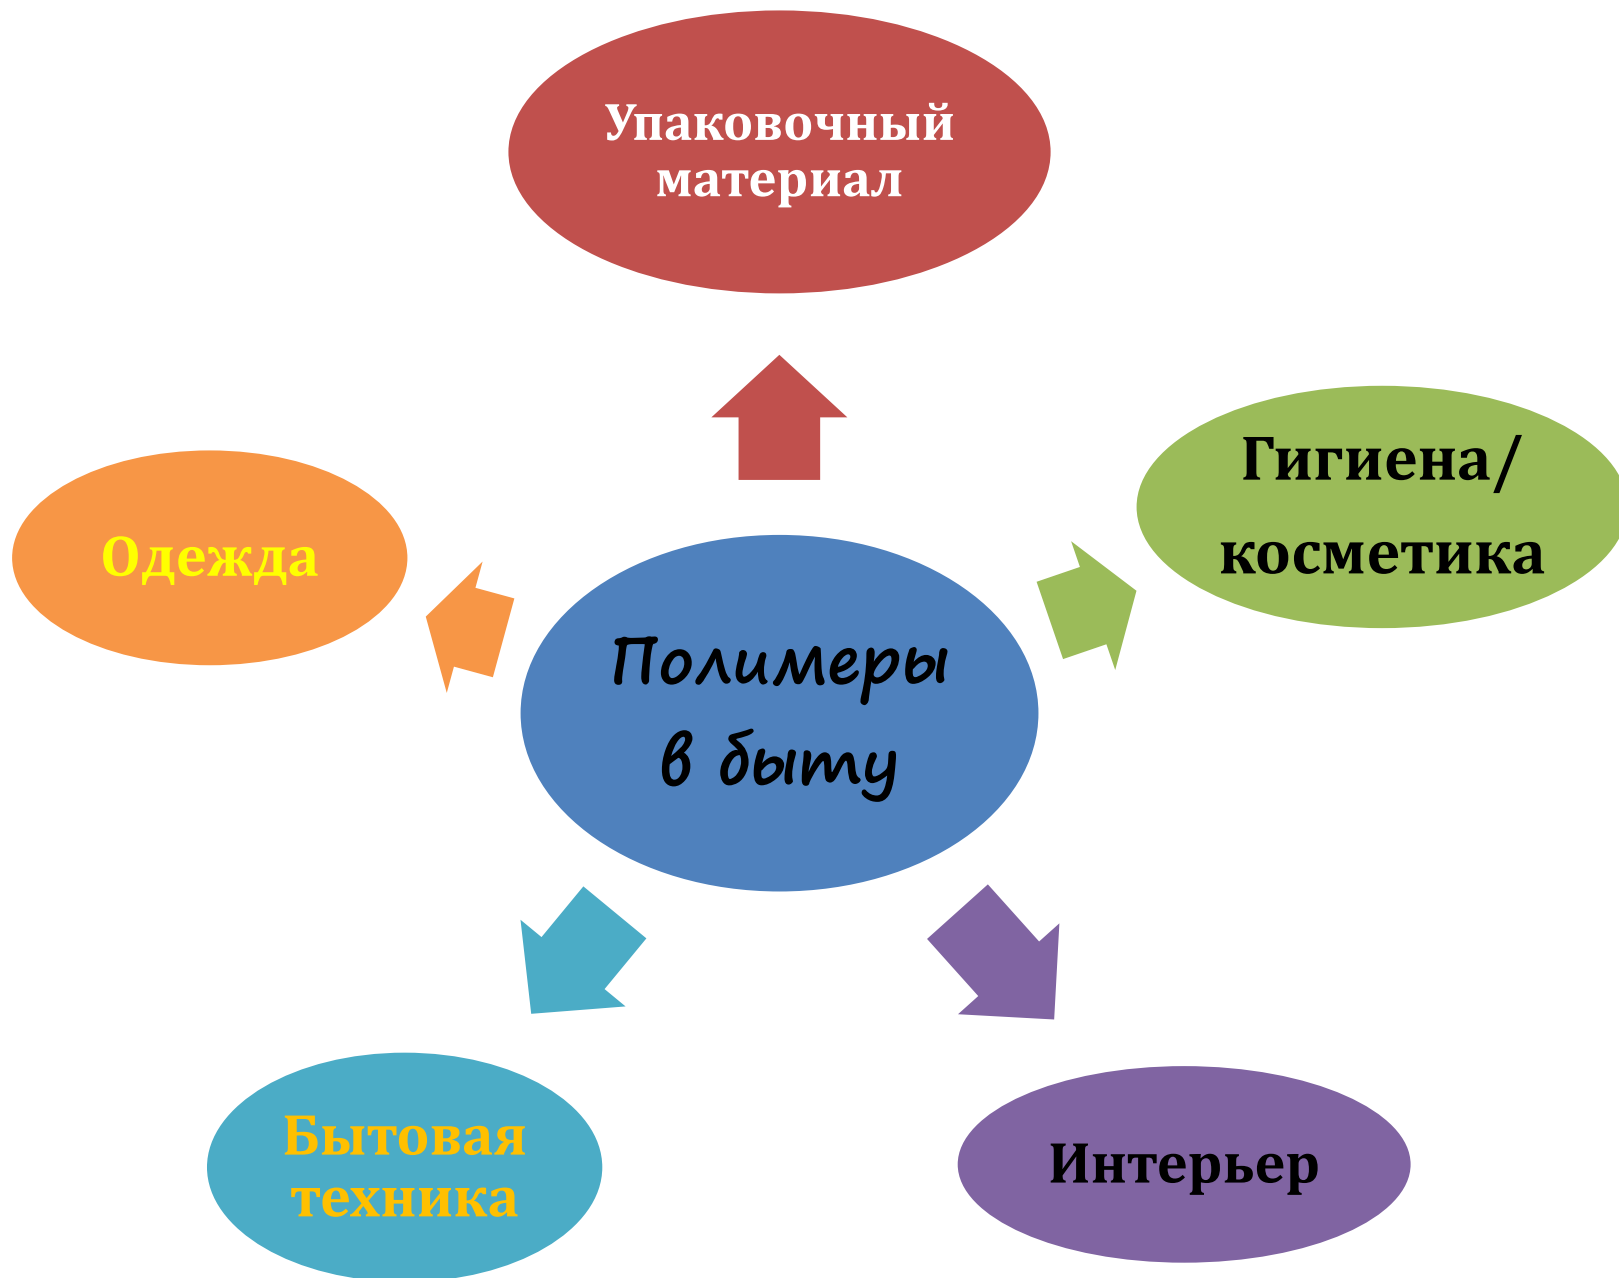 Упаковочный
материал
Гигиена/
косметика
Одежда
Полимеры
в быту
Бытовая
техника
Интерьер